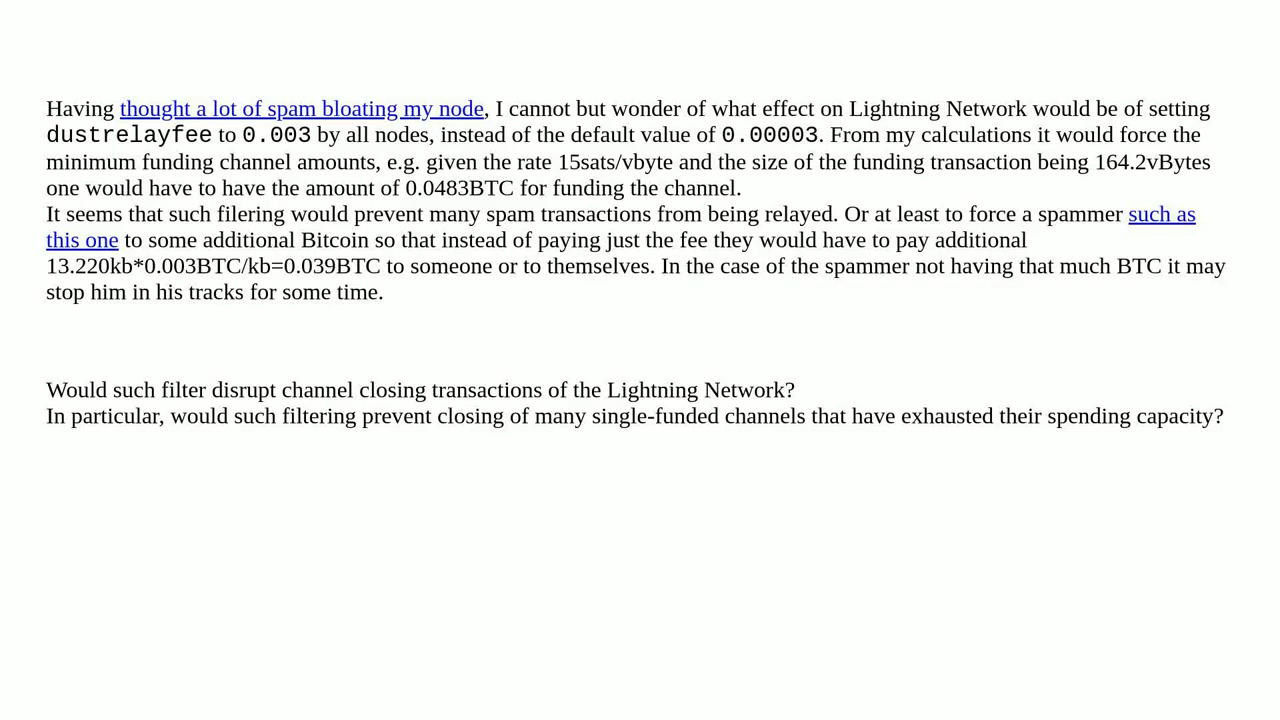 Having thought a lot of spam bloating my node, I cannot but wonder of what effect on Lightning Network would be of setting
dustrelayfee to 0.003 by all nodes, instead of the default value of 0.00003. From my calculations it would force the
minimum funding channel amounts, e.g. given the rate 15sats/vbyte and the size of the funding transaction being 164.2vBytes
one would have to have the amount of 0.0483BTC for funding the channel.
It seems that such filering would prevent many spam transactions from being relayed. Or at least to force a spammer such as
this one to some additional Bitcoin so that instead of paying just the fee they would have to pay additional
13.220kb*0.003BTC/kb=0.039BTC to someone or to themselves. In the case of the spammer not having that much BTC it may
stop him in his tracks for some time.
Would such filter disrupt channel closing transactions of the Lightning Network?
In particular, would such filtering prevent closing of many single-funded channels that have exhausted their spending capacity?